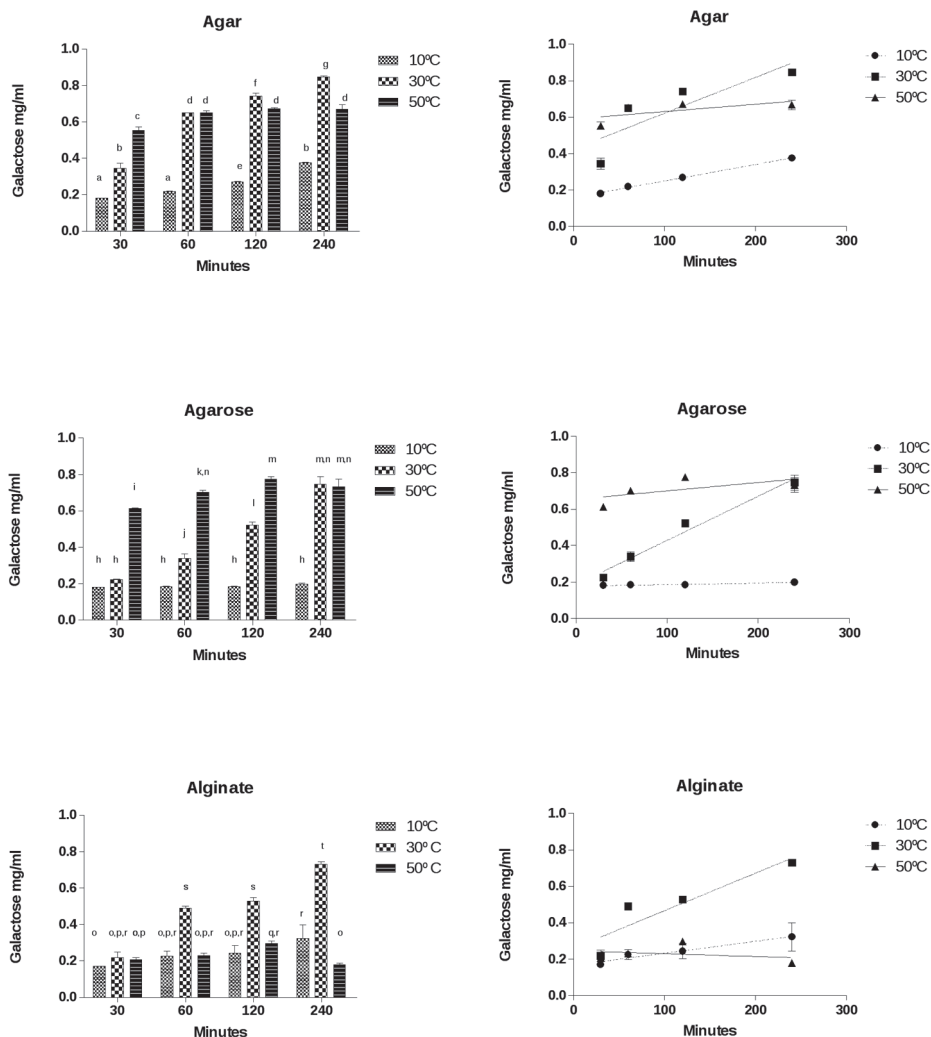 Agar
Galactose mg/ml
1.0
0.8
0.6
0.4
0.2
0.0
a b c
a d d
e f d
b g d
30 60 120 240
Minutes
10ºC
30ºC
50ºC
Agar
Galactose mg/ml
1.0
0.8
0.6
0.4
0.2
0.0
0 100 200 300
Minutes
10ºC
30ºC
50ºC
Agarose
Galactose mg/ml
1.0
0.8
0.6
0.4
0.2
0.0
h h i
h j k,n
h l m
h m,n m,n
30 60 120 240
Minutes
10ºC
30ºC
50ºC
Agarose
Galactose mg/ml
1.0
0.8
0.6
0.4
0.2
0.0
0 100 200 300
Minutes
10ºC
30ºC
50ºC
Alginate
Galactose mg/ml
1.0
0.8
0.6
0.4
0.2
0.0
o o,p,r o,p
o,p,r s o,p,r
o,p,r s q,r
r t o
30 60 120 240
Minutes
10ºC
30º C
50º C
Alginate
Galactose mg/ml
1.0
0.8
0.6
0.4
0.2
0.0
0 100 200 300
Minutes
10ºC
30ºC
50ºC